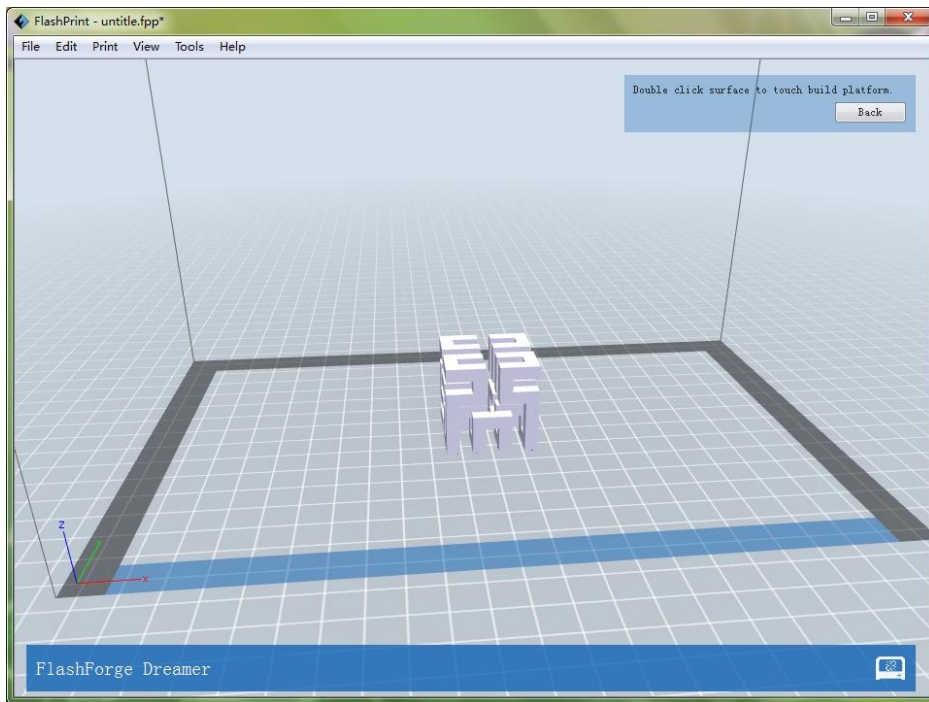 FlashPrint - untitle.fpp*
File Edit Print View Tools Help
Double click surface to touch build platform.
Back
Z
Y
X
FlashForge Dreamer